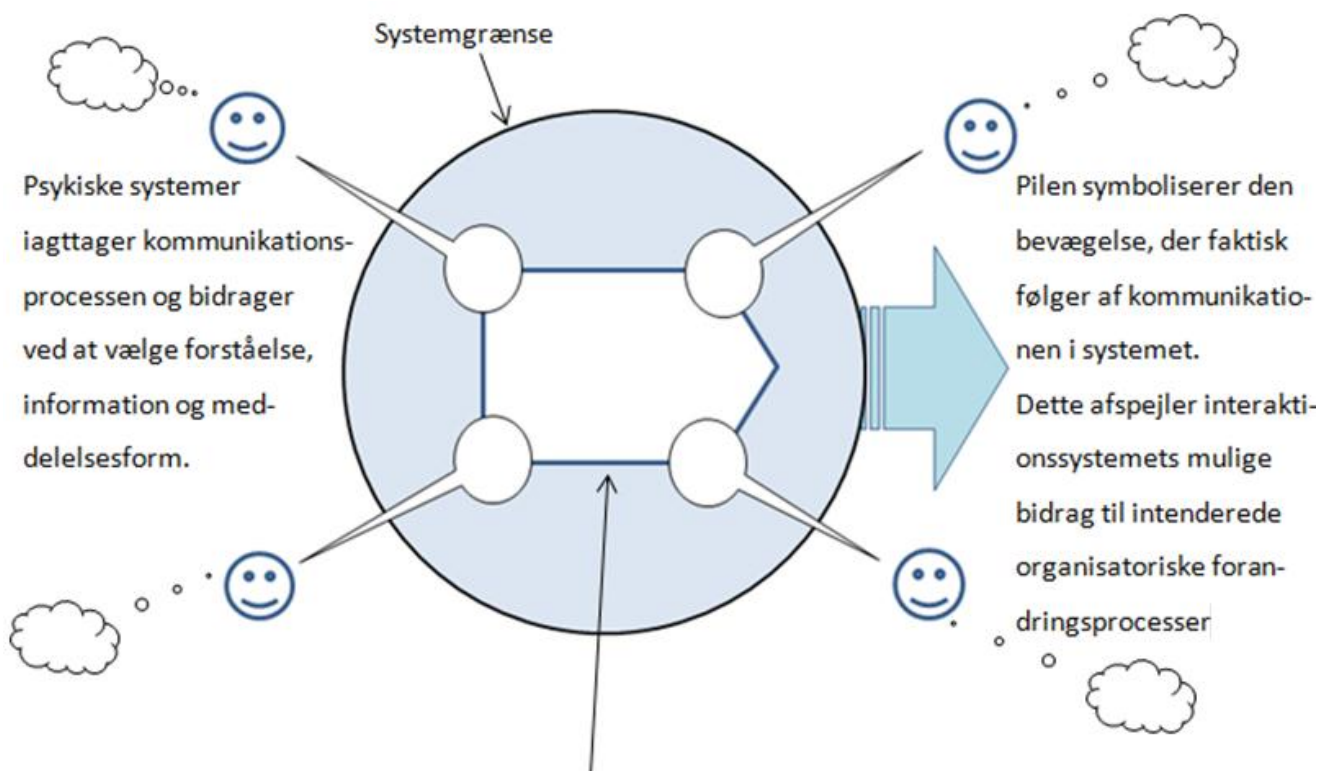 Systemgrænse
Psykiske systemer
iagttager kommunikations-
processen og bidrager
ved at vælge forståelse,
information og med-
delelsesform.
Pilen symboliserer den
bevægelse, der faktisk
følger af kommunikatio-
nen i systemet.
Dette afspejler interakti-
onssystemets mulige
bidrag til intenderede
organisatoriske foran-
dringsprocesser